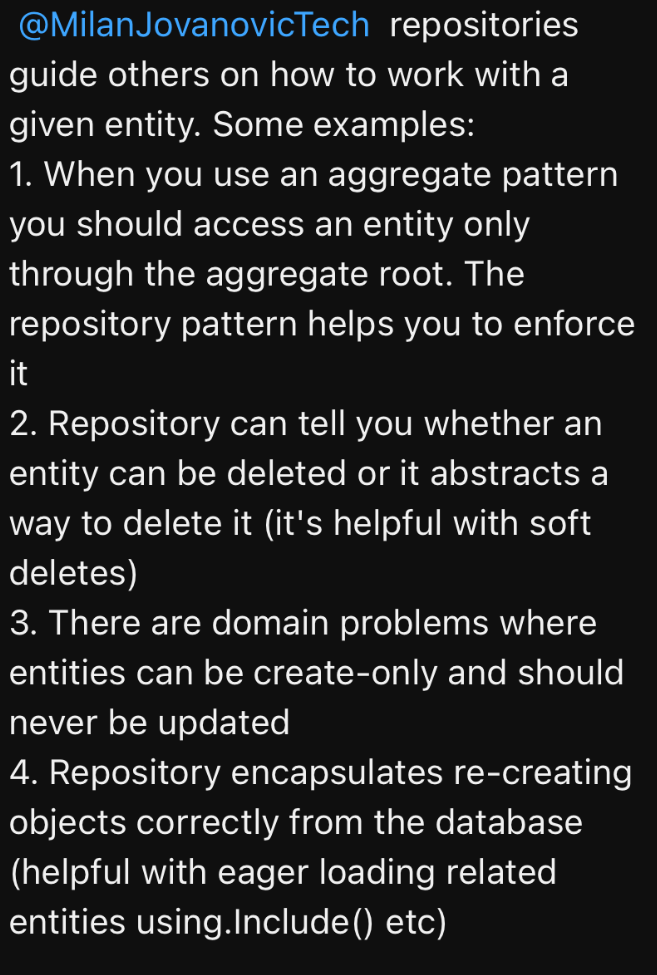 @MilanJovanovicTech repositories
guide others on how to work with a
given entity. Some examples:
1. When you use an aggregate pattern
you should access an entity only
through the aggregate root. The
repository pattern helps you to enforce
it
2. Repository can tell you whether an
entity can be deleted or it abstracts a
way to delete it (it's helpful with soft
deletes)
3. There are domain problems where
entities can be create-only and should
never be updated
4. Repository encapsulates re-creating
objects correctly from the database
(helpful with eager loading related
entities using.Include() etc)